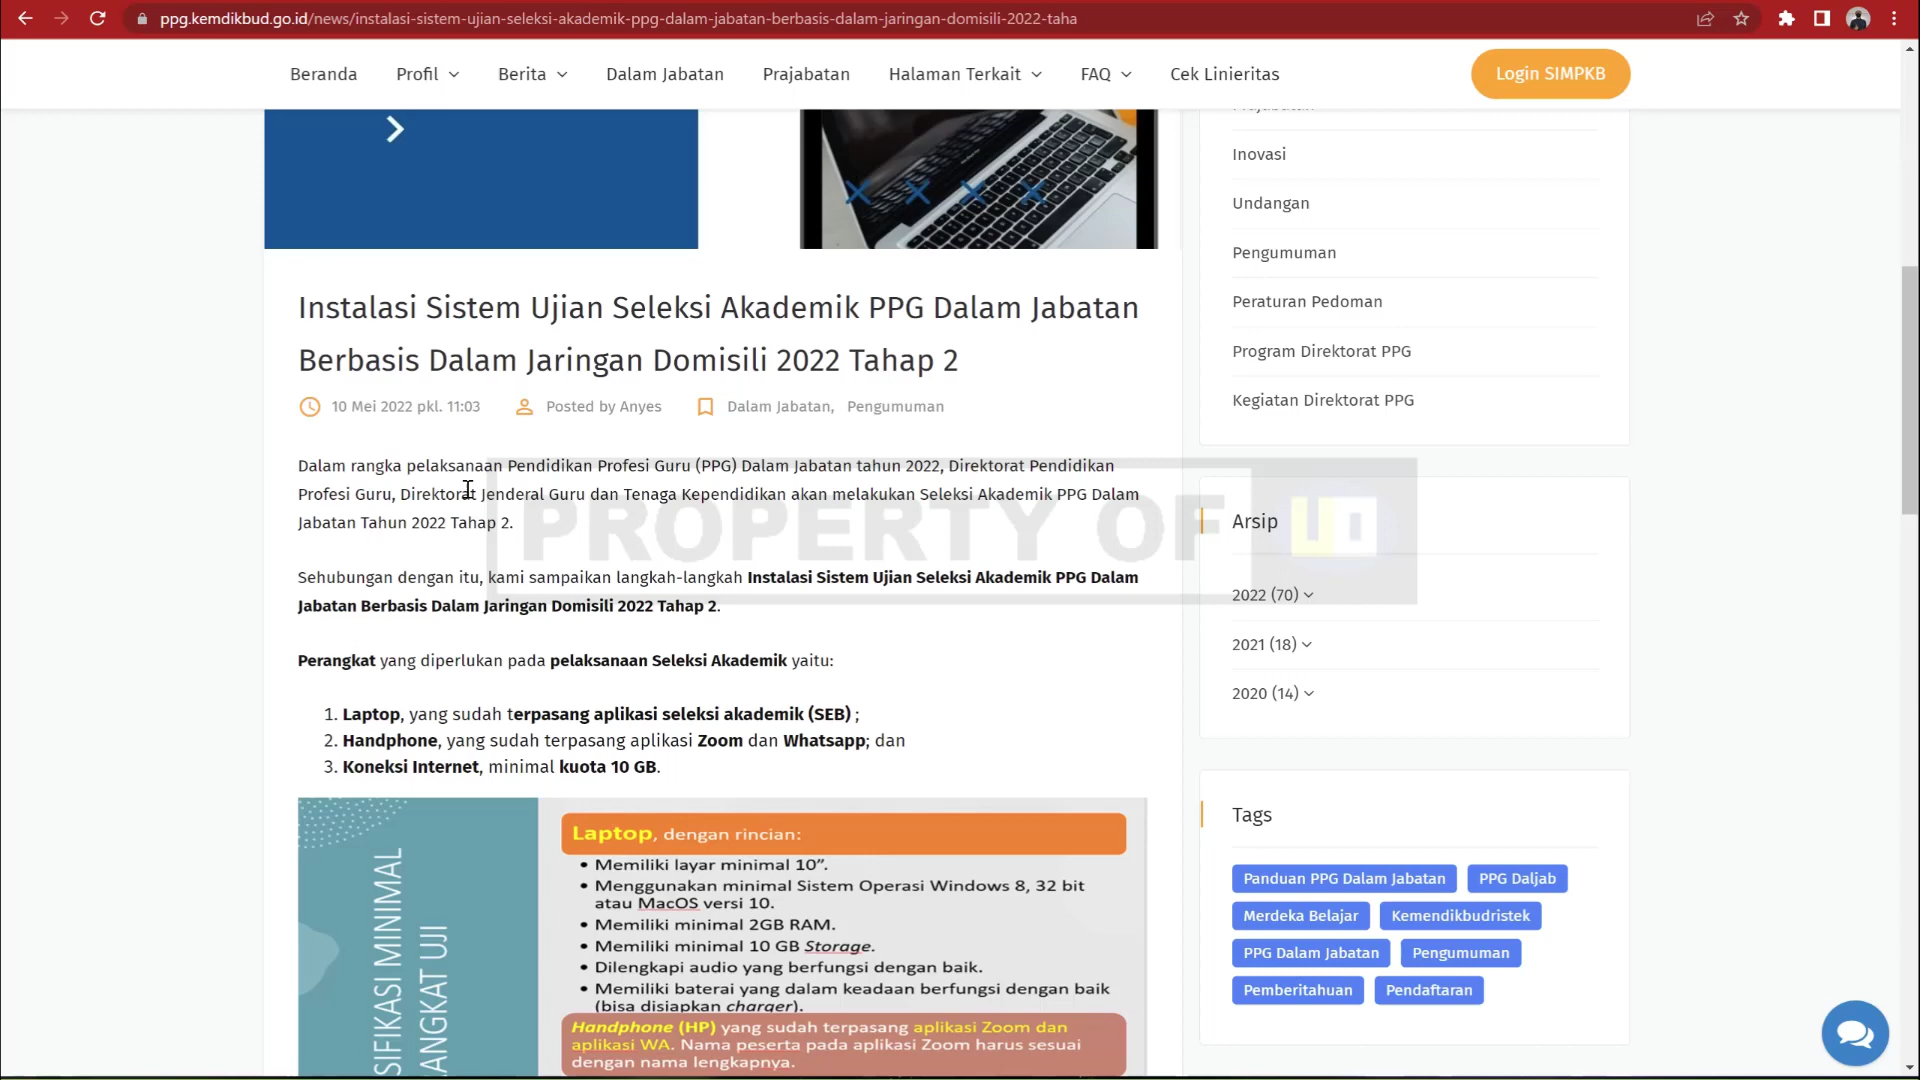 ppg.kemdikbud.go.id/news/instalasi-sistem-ujian-seleksi-akademik-ppg-dalam-jabatan-berbasis-dalam-jaringan-domisili-2022-taha
Beranda Profil Berita Dalam Jabatan Prajabatan Halaman Terkait FAQ Cek Linieritas Login SIMPKB
Inovasi
Undangan
Pengumuman
Peraturan Pedoman
Program Direktorat PPG
Kegiatan Direktorat PPG
Instalasi Sistem Ujian Seleksi Akademik PPG Dalam Jabatan
Berbasis Dalam Jaringan Domisili 2022 Tahap 2
10 Mei 2022 pkl. 11:03 Posted by Anyes Dalam Jabatan, Pengumuman
Dalam rangka pelaksanaan Pendidikan Profesi Guru (PPG) Dalam Jabatan tahun 2022, Direktorat Pendidikan
Profesi Guru, Direktorat Jenderal Guru dan Tenaga Kependidikan akan melakukan Seleksi Akademik PPG Dalam
Jabatan Tahun 2022 Tahap 2.
PROPERTY OF UD
Sehubungan dengan itu, kami sampaikan langkah-langkah Instalasi Sistem Ujian Seleksi Akademik PPG Dalam
Jabatan Berbasis Dalam Jaringan Domisili 2022 Tahap 2.
Perangkat yang diperlukan pada pelaksanaan Seleksi Akademik yaitu:
1. Laptop, yang sudah terpasang aplikasi seleksi akademik (SEB) ;
2. Handphone, yang sudah terpasang aplikasi Zoom dan Whatsapp; dan
3. Koneksi Internet, minimal kuota 10 GB.
SIFIKASI MINIMAL
ANGKAT UJI
Laptop, dengan rincian:
• Memiliki layar minimal 10”.
• Menggunakan minimal Sistem Operasi Windows 8, 32 bit
atau MacOS versi 10.
• Memiliki minimal 2GB RAM.
• Memiliki minimal 10 GB Storage.
• Dilengkapi audio yang berfungsi dengan baik.
• Memiliki baterai yang dalam keadaan berfungsi dengan baik
(bisa disiapkan charger).
Handphone (HP) yang sudah terpasang aplikasi Zoom dan
aplikasi WA. Nama peserta pada aplikasi Zoom harus sesuai
dengan nama lengkapnya.
Arsip
2022 (70)
2021 (18)
2020 (14)
Tags
Panduan PPG Dalam Jabatan PPG Daljab
Merdeka Belajar Kemendikbudristek
PPG Dalam Jabatan Pengumuman
Pemberitahuan Pendaftaran